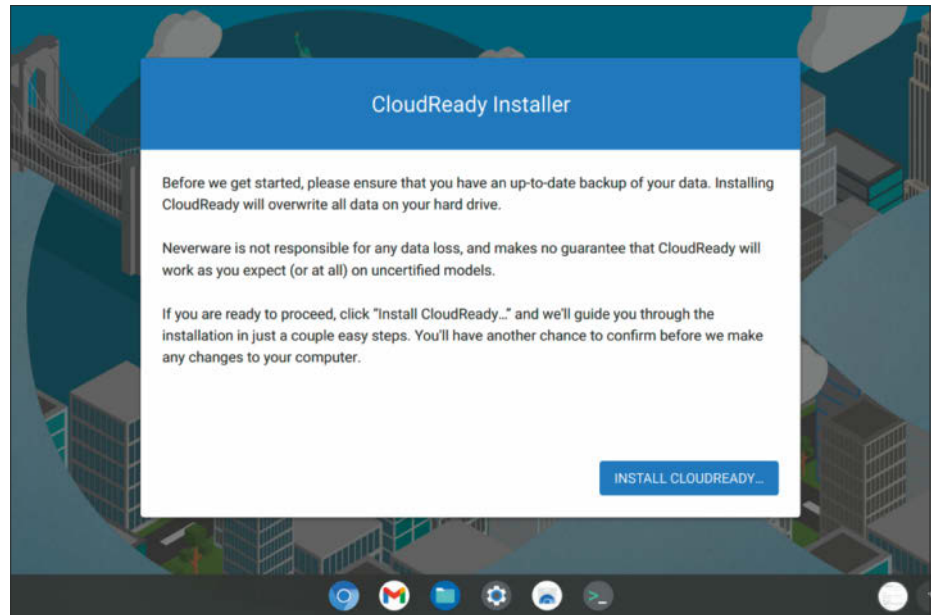 CloudReady Installer
Before we get started, please ensure that you have an up-to-date backup of your data. Installing
CloudReady will overwrite all data on your hard drive.
Neverware is not responsible for any data loss, and makes no guarantee that CloudReady will
work as you expect (or at all) on uncertified models.
If you are ready to proceed, click "Install CloudReady…" and we'll guide you through the
installation in just a couple easy steps. You'll have another chance to confirm before we make
any changes to your computer.
INSTALL CLOUDREADY…